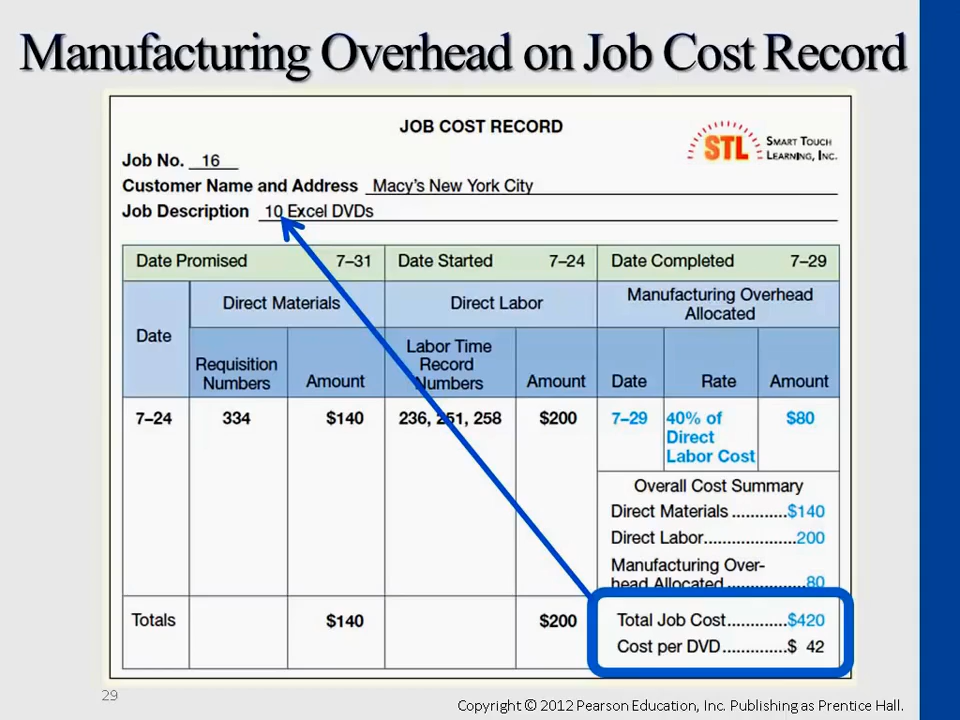 Manufacturing Overhead on Job Cost Record
JOB COST RECORD
STL SMART TOUCH LEARNING, INC.
Job No. 16
Customer Name and Address Macy's New York City
Job Description 10 Excel DVDs
Date Promised 7–31 Date Started 7–24 Date Completed 7–29
Date Direct Materials Direct Labor Manufacturing Overhead Allocated
Requisition Numbers Amount Labor Time Record Numbers Amount Date Rate Amount
7–24 334 $140 236, 251, 258 $200 7–29 40% of Direct Labor Cost $80
Overall Cost Summary
Direct Materials ............$140
Direct Labor....................200
Manufacturing Over-
head Allocated.................80
Totals $140 $200
Total Job Cost.............$420
Cost per DVD..............$ 42
29
Copyright © 2012 Pearson Education, Inc. Publishing as Prentice Hall.